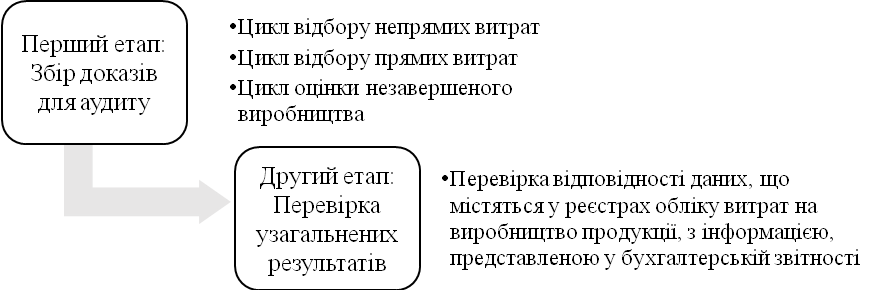 Перший етап:
Збір доказів
для аудиту
•Цикл відбору непрямих витрат
•Цикл відбору прямих витрат
•Цикл оцінки незавершеного
виробництва
Другий етап:
Перевірка
узагальнених
результатів
•Перевірка відповідності даних, що
містяться у реєстрах обліку витрат на
виробництво продукції, з інформацією,
представленою у бухгалтерській звітності